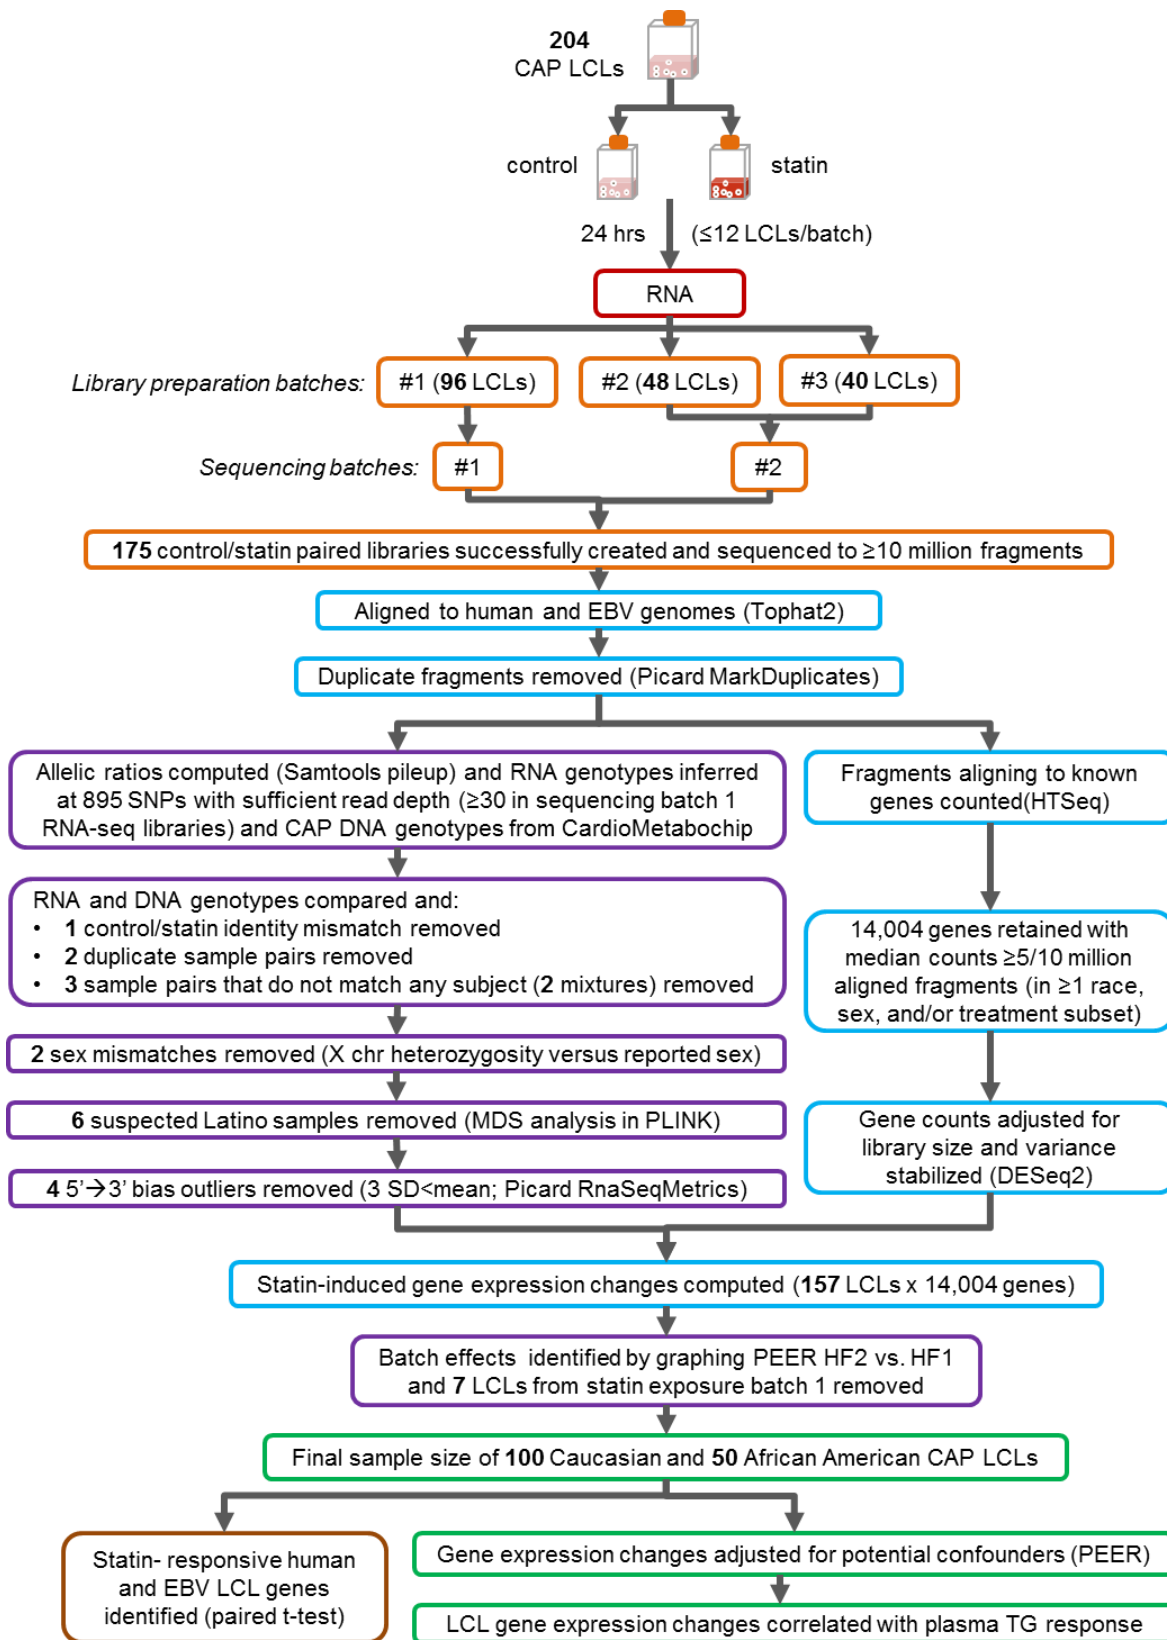 204
CAP LCLs
control
statin
24 hrs
(≤12 LCLs/batch)
RNA
Library preparation batches:
#1 (96 LCLs)
#2 (48 LCLs)
#3 (40 LCLs)
Sequencing batches:
#1
#2
175 control/statin paired libraries successfully created and sequenced to ≥10 million fragments
Aligned to human and EBV genomes (Tophat2)
Duplicate fragments removed (Picard MarkDuplicates)
Allelic ratios computed (Samtools pileup) and RNA genotypes inferred
at 895 SNPs with sufficient read depth (≥30 in sequencing batch 1
RNA-seq libraries) and CAP DNA genotypes from CardioMetabochip
RNA and DNA genotypes compared and:
• 1 control/statin identity mismatch removed
• 2 duplicate sample pairs removed
• 3 sample pairs that do not match any subject (2 mixtures) removed
2 sex mismatches removed (X chr heterozygosity versus reported sex)
6 suspected Latino samples removed (MDS analysis in PLINK)
4 5’→3’ bias outliers removed (3 SD<mean; Picard RnaSeqMetrics)
Fragments aligning to known
genes counted(HTSeq)
14,004 genes retained with
median counts ≥5/10 million
aligned fragments (in ≥1 race,
sex, and/or treatment subset)
Gene counts adjusted for
library size and variance
stabilized (DESeq2)
Statin-induced gene expression changes computed (157 LCLs x 14,004 genes)
Batch effects identified by graphing PEER HF2 vs. HF1
and 7 LCLs from statin exposure batch 1 removed
Final sample size of 100 Caucasian and 50 African American CAP LCLs
Statin- responsive human
and EBV LCL genes
identified (paired t-test)
Gene expression changes adjusted for potential confounders (PEER)
LCL gene expression changes correlated with plasma TG response